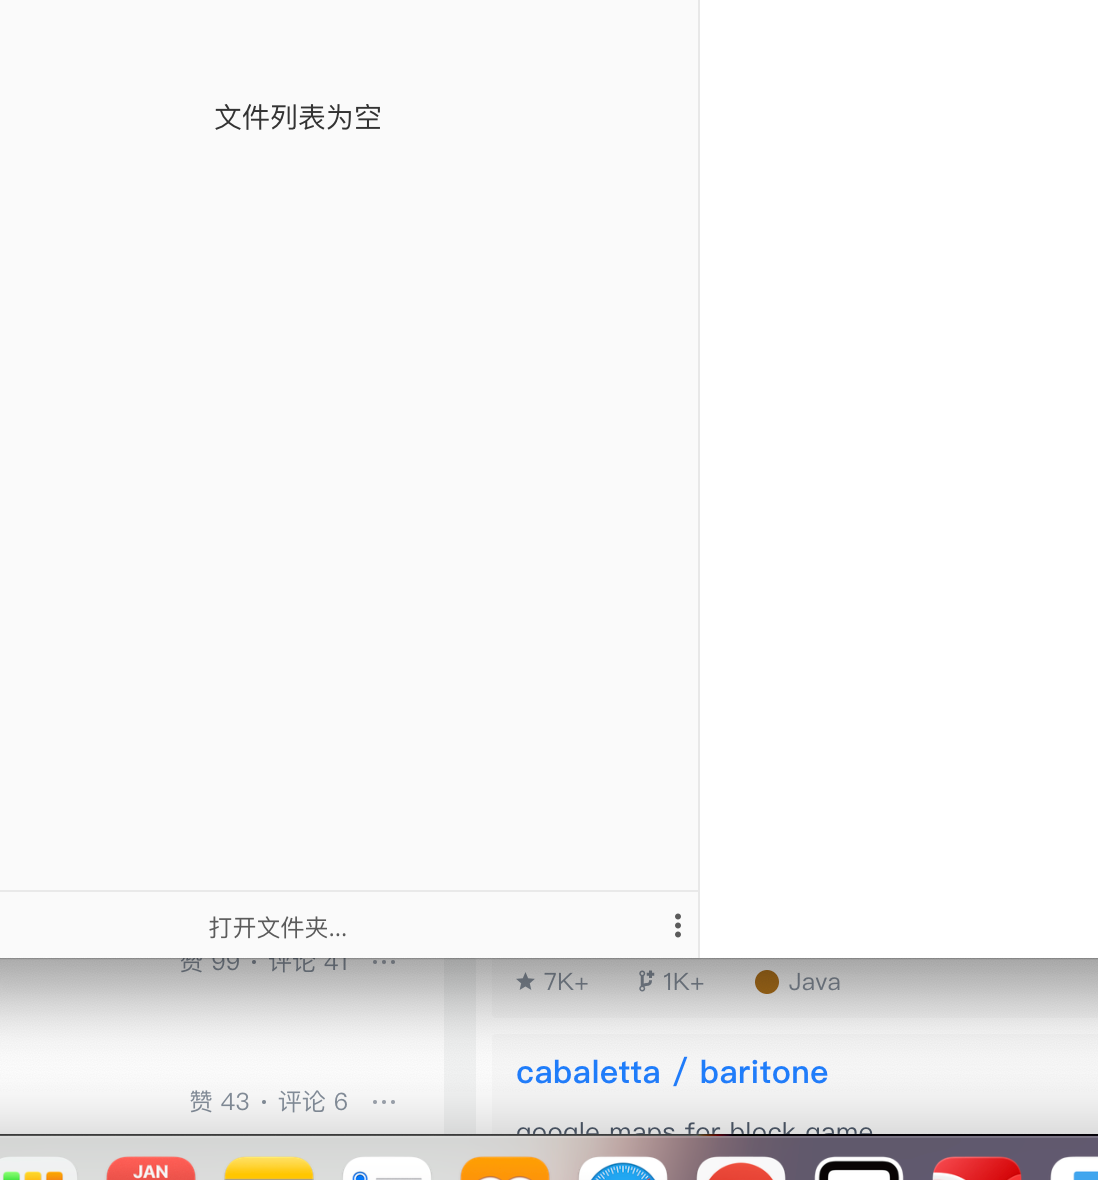 文件列表为空
打开文件夹...
赞 99 · 评论 41 ···
7K+ 1K+ Java
cabaletta / baritone
赞 43 · 评论 6 ···
google maps for block game
JAN